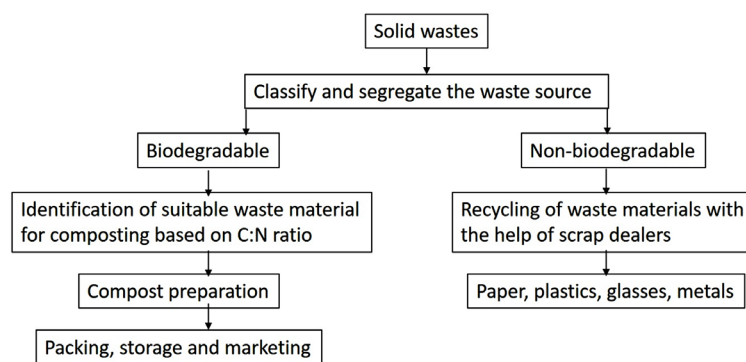 Solid wastes
Classify and segregate the waste source
Biodegradable
Non-biodegradable
Identification of suitable waste material
for composting based on C:N ratio
Recycling of waste materials with
the help of scrap dealers
Compost preparation
Paper, plastics, glasses, metals
Packing, storage and marketing